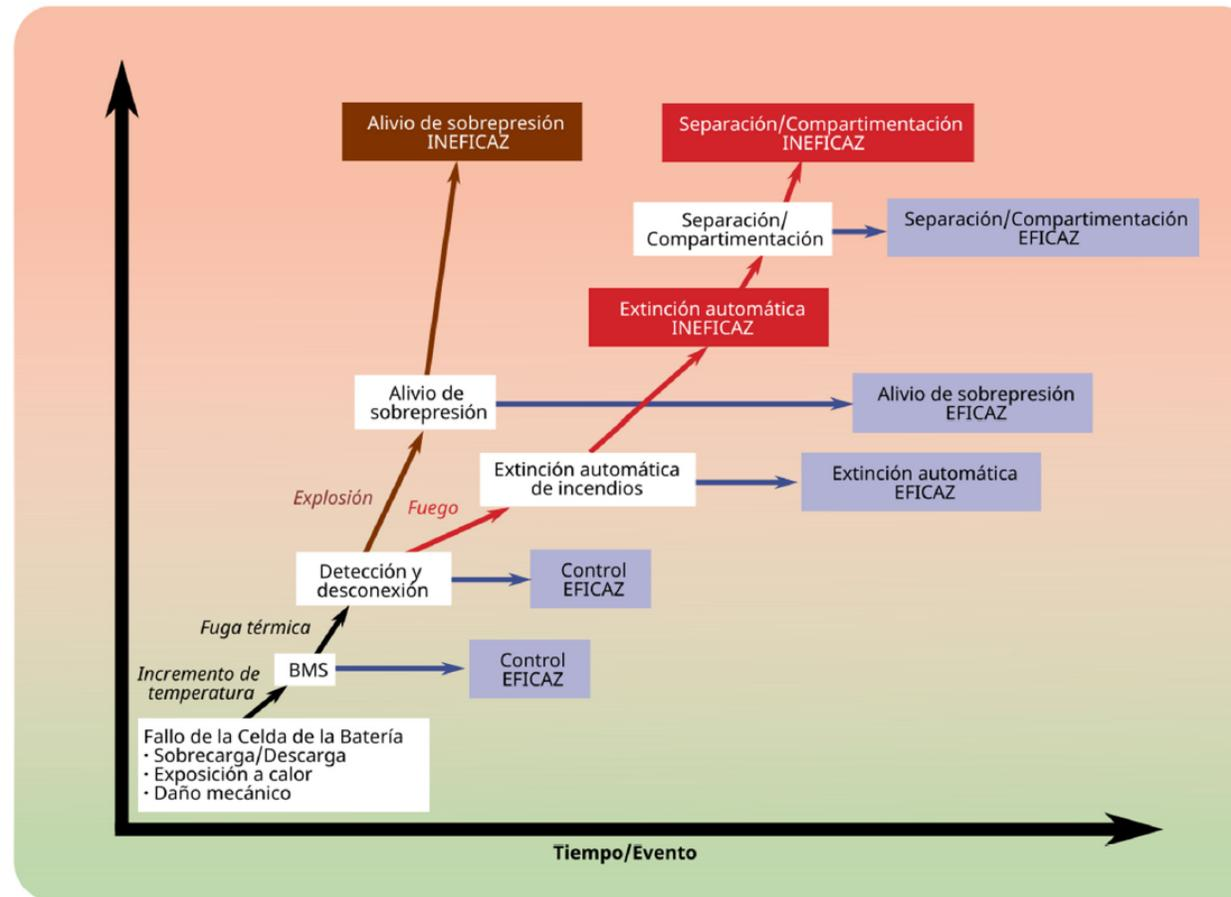 Alivio de sobrepresión
INEFICAZ
Separación/Compartimentación
INEFICAZ
Separación/
Compartimentación
Separación/Compartimentación
EFICAZ
Extinción automática
INEFICAZ
Alivio de
sobrepresión
Alivio de sobrepresión
EFICAZ
Extinción automática
de incendios
Extinción automática
EFICAZ
Explosión
Fuego
Detección y
desconexión
Control
EFICAZ
Fuga térmica
BMS
Control
EFICAZ
Incremento de
temperatura
Fallo de la Celda de la Batería
· Sobrecarga/Descarga
· Exposición a calor
· Daño mecánico
Tiempo/Evento